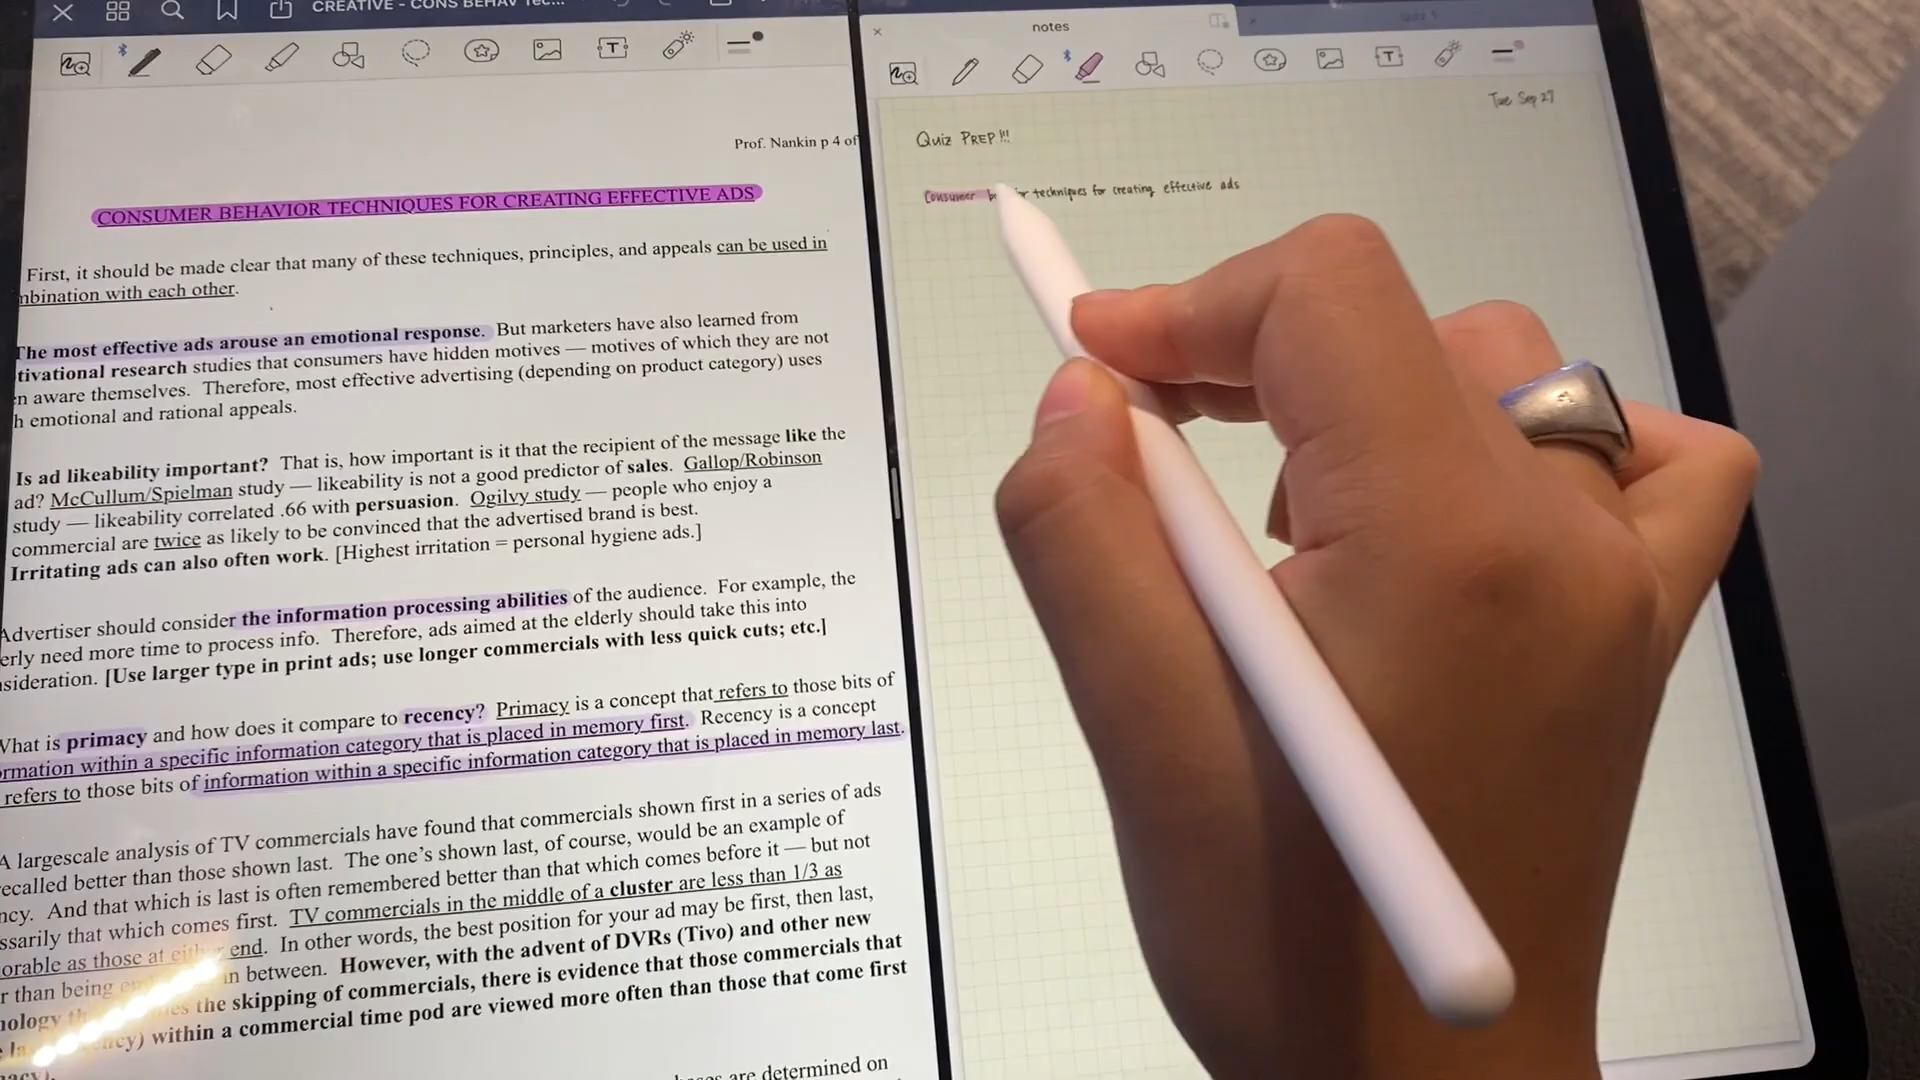 CREATIVE - CONS BEHAV Tec...
notes
Quiz 1
Tue Sep 27
Prof. Nankin p 4 of
CONSUMER BEHAVIOR TECHNIQUES FOR CREATING EFFECTIVE ADS
First, it should be made clear that many of these techniques, principles, and appeals can be used in
mbination with each other.
The most effective ads arouse an emotional response. But marketers have also learned from
tivational research studies that consumers have hidden motives — motives of which they are not
n aware themselves. Therefore, most effective advertising (depending on product category) uses
h emotional and rational appeals.
Is ad likeability important? That is, how important is it that the recipient of the message like the
ad? McCullum/Spielman study — likeability is not a good predictor of sales. Gallop/Robinson
study — likeability correlated .66 with persuasion. Ogilvy study — people who enjoy a
commercial are twice as likely to be convinced that the advertised brand is best.
Irritating ads can also often work. [Highest irritation = personal hygiene ads.]
Advertiser should consider the information processing abilities of the audience. For example, the
erly need more time to process info. Therefore, ads aimed at the elderly should take this into
sideration. [Use larger type in print ads; use longer commercials with less quick cuts; etc.]
What is primacy and how does it compare to recency? Primacy is a concept that refers to those bits of
ormation within a specific information category that is placed in memory first. Recency is a concept
refers to those bits of information within a specific information category that is placed in memory last.
A largescale analysis of TV commercials have found that commercials shown first in a series of ads
recalled better than those shown last. The one's shown last, of course, would be an example of
ncy. And that which is last is often remembered better than that which comes before it — but not
ssarily that which comes first. TV commercials in the middle of a cluster are less than 1/3 as
orable as those at either end. In other words, the best position for your ad may be first, then last,
r than being in between. However, with the advent of DVRs (Tivo) and other new
nology the skipping of commercials, there is evidence that those commercials that
within a commercial time pod are viewed more often than those that come first
are determined on
Quiz PREP!!!
Consumer be ior techniques for creating effective ads